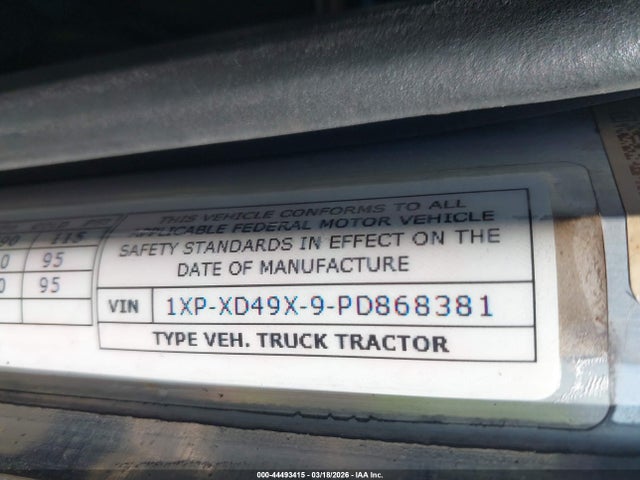 THIS VEHICLE CONFORMS TO ALL
APPLICABLE FEDERAL MOTOR VEHICLE
SAFETY STANDARDS IN EFFECT ON THE
DATE OF MANUFACTURE
115
95
95
VIN 1XP-XD49X-9-PD868381
TYPE VEH. TRUCK TRACTOR
000-44493415 | 03/18/2026 | IAA Inc.